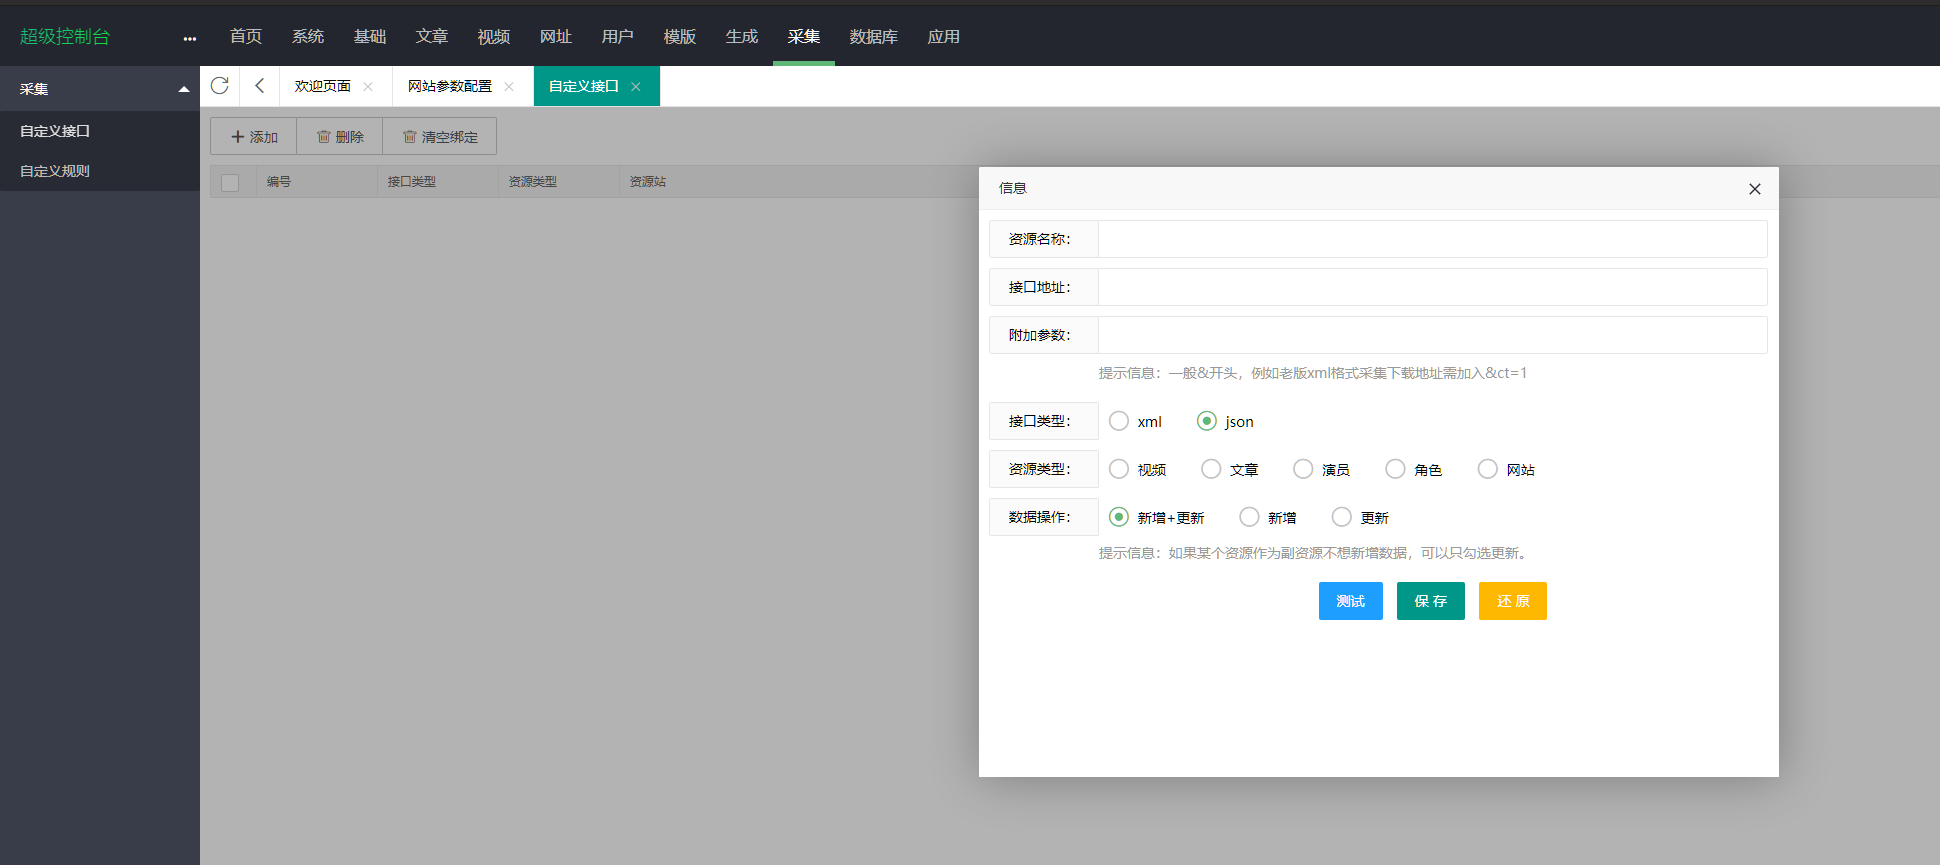 超级控制台 ... 首页 系统 基础 文章 视频 网址 用户 模版 生成 采集 数据库 应用
采集
自定义接口
自定义规则
欢迎页面 网站参数配置 自定义接口
添加 删除 清空绑定
编号 接口类型 资源类型 资源站
信息
资源名称：
接口地址：
附加参数：
提示信息：一般&开头，例如老版xml格式采集下载地址需加入&ct=1
接口类型： xml json
资源类型： 视频 文章 演员 角色 网站
数据操作： 新增+更新 新增 更新
提示信息：如果某个资源作为副资源不想新增数据，可以只勾选更新。
测试 保 存 还 原